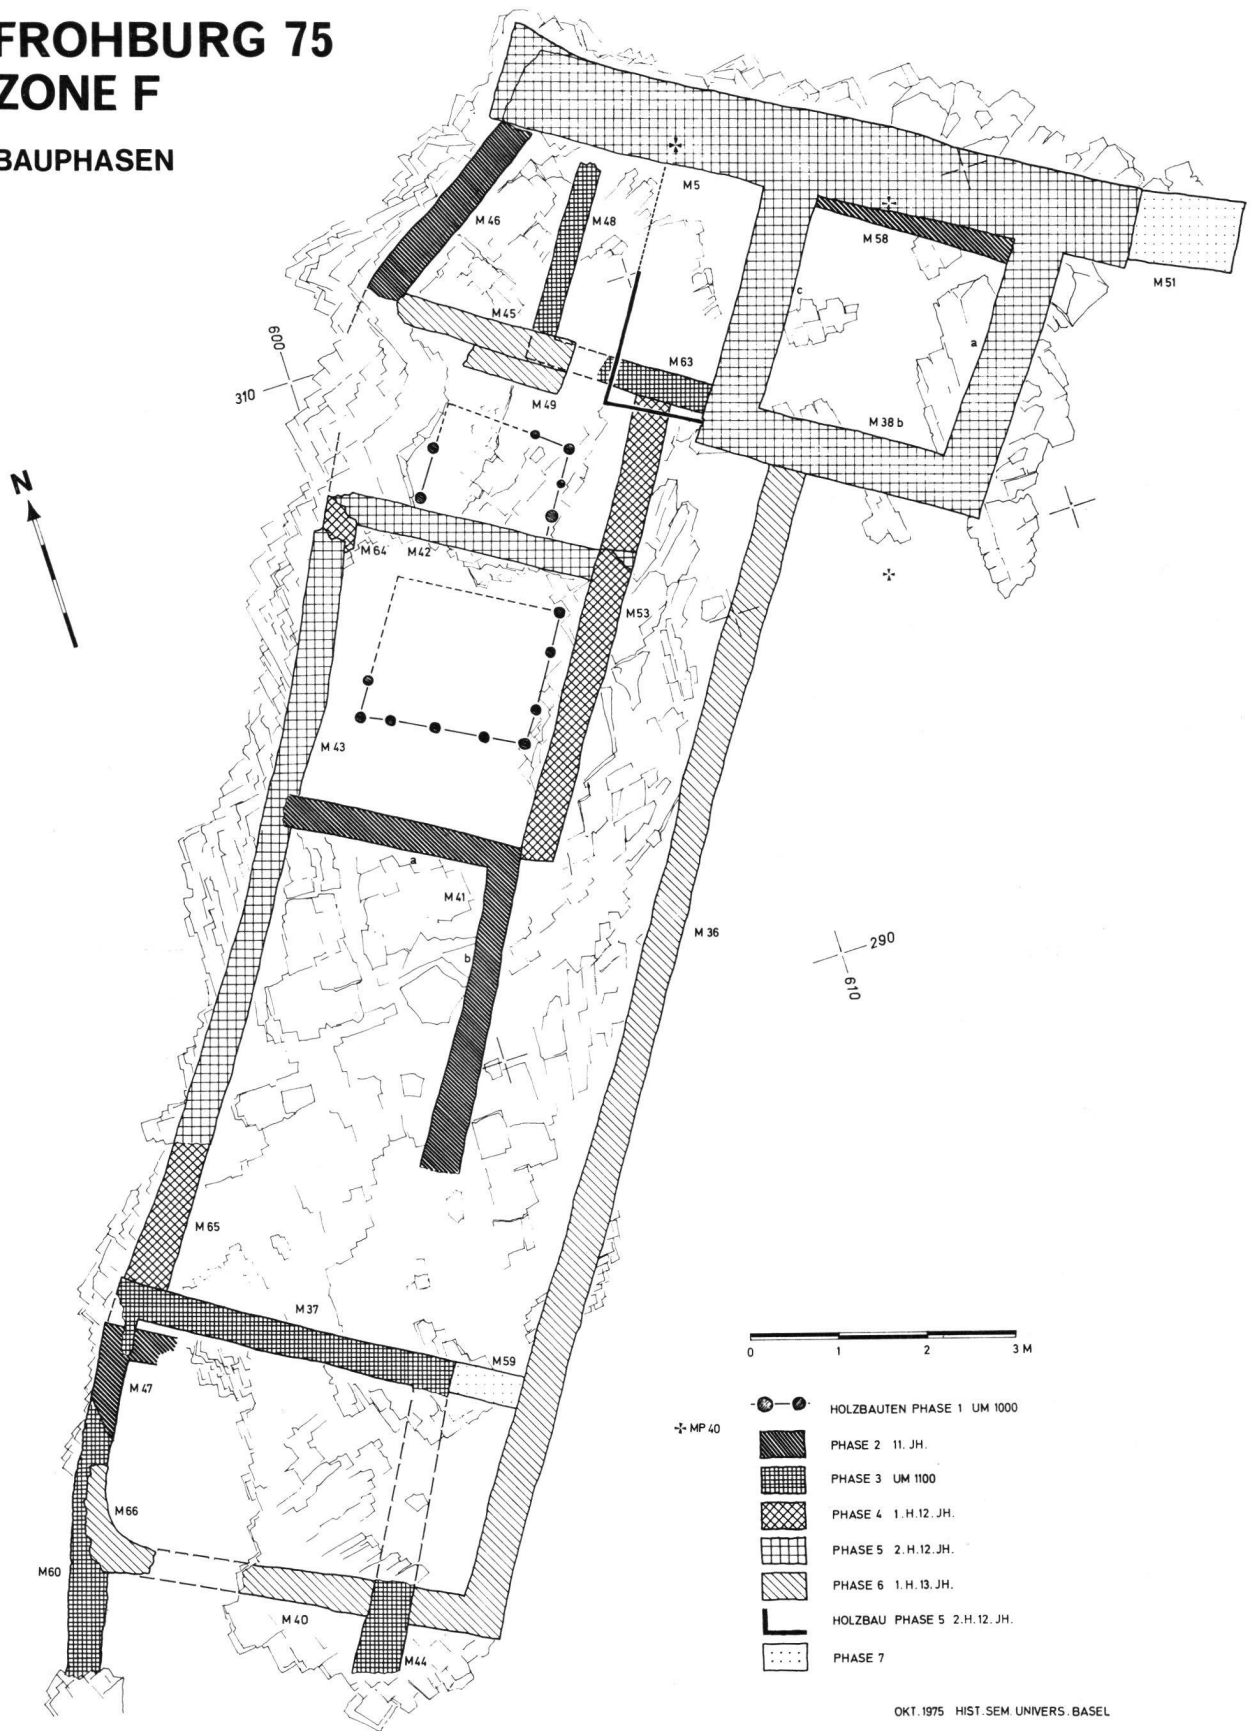 FROHBURG 75
ZONE F
BAUPHASEN
M 5
M 46
M 48
M 58
M 51
c
a
M 45
M 63
600
310
M 49
M 38 b
N
M 64
M 42
M 53
M 43
a
M 41
b
M 36
290
610
M 65
M 37
M 59
M 47
0 1 2 3 M
MP 40
HOLZBAUTEN PHASE 1 UM 1000
PHASE 2 11. JH.
PHASE 3 UM 1100
PHASE 4 1.H.12.JH.
PHASE 5 2.H.12.JH.
PHASE 6 1.H.13.JH.
HOLZBAU PHASE 5 2.H.12.JH.
PHASE 7
M 66
M60
M 40
M44
OKT.1975 HIST.SEM.UNIVERS.BASEL